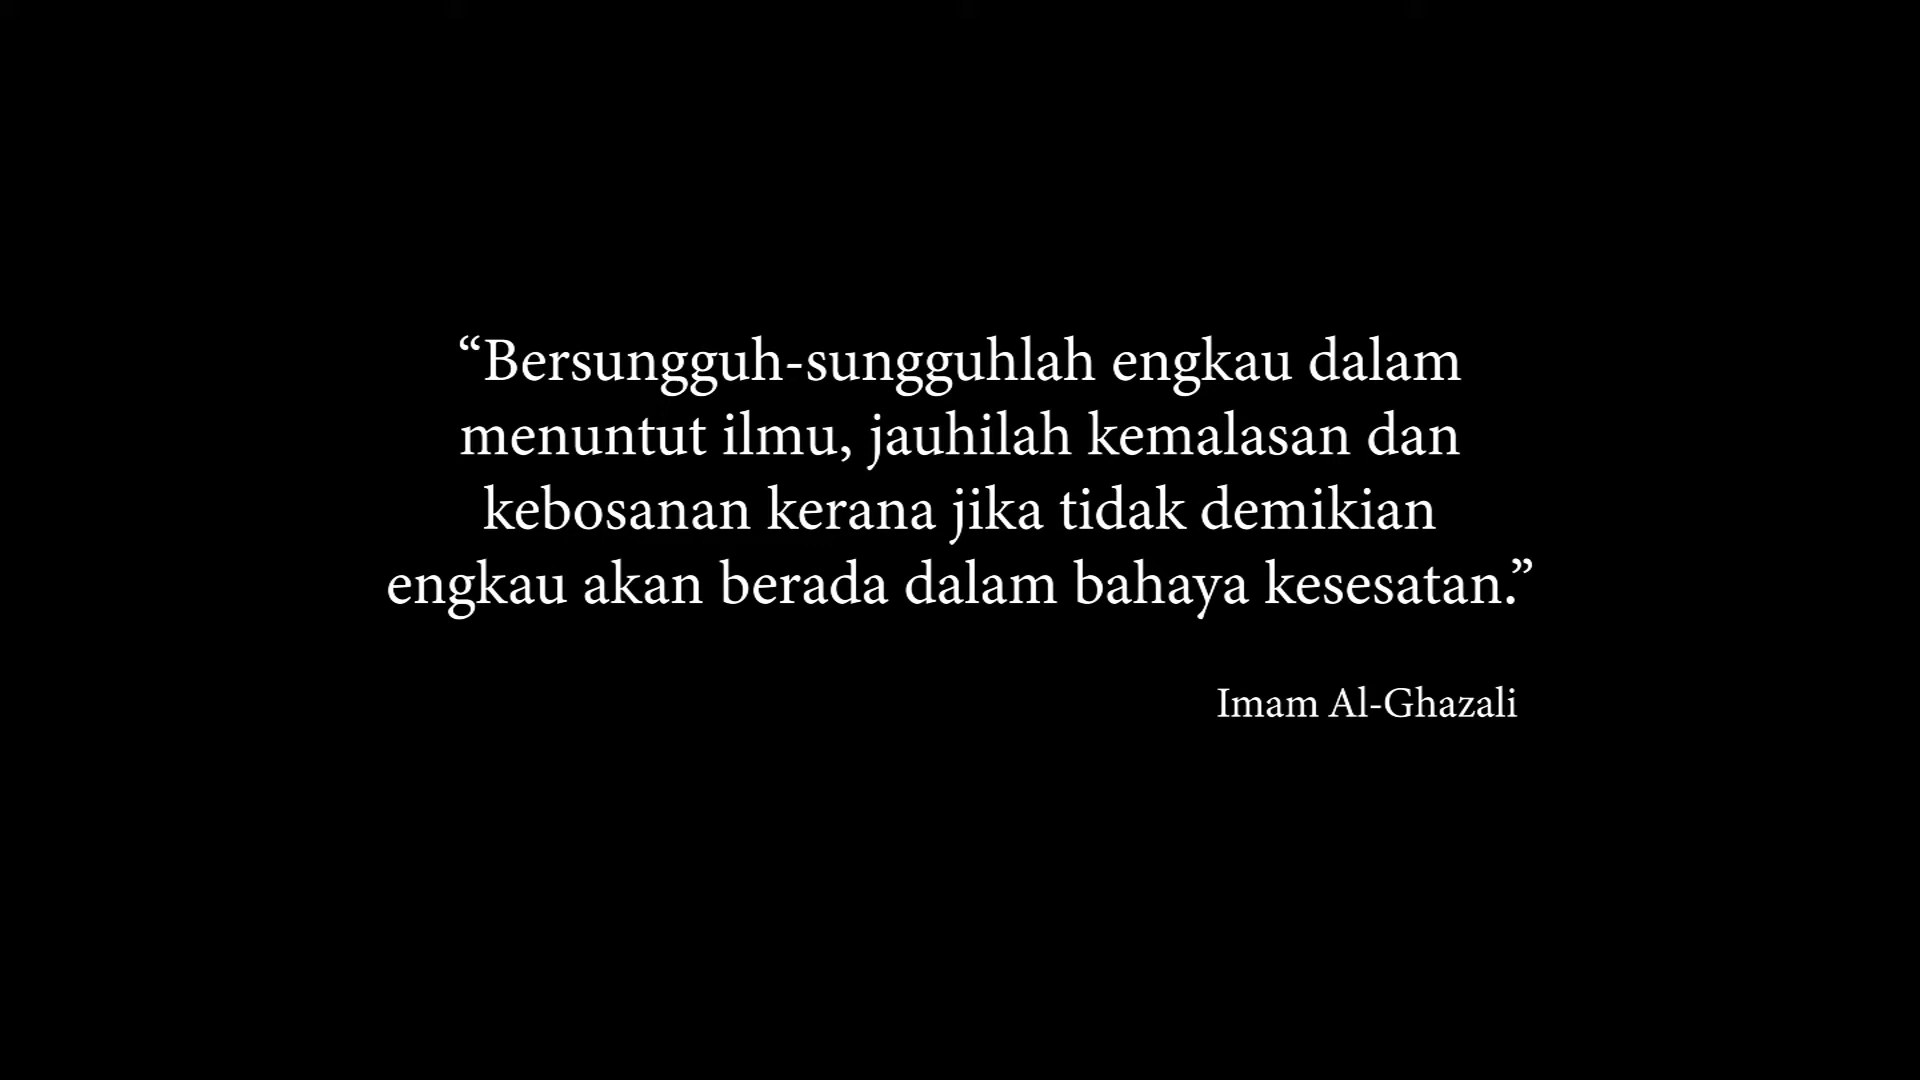 “Bersungguh-sungguhlah engkau dalam
menuntut ilmu, jauhilah kemalasan dan
kebosanan kerana jika tidak demikian
engkau akan berada dalam bahaya kesesatan.”
Imam Al-Ghazali